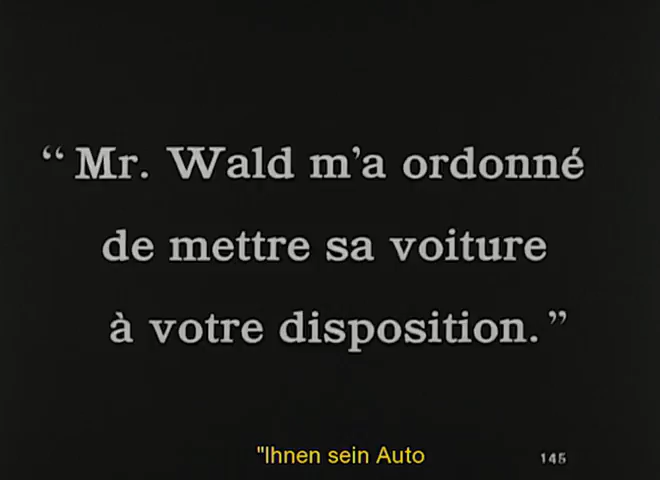 “ Mr. Wald m’a ordonné
de mettre sa voiture
à votre disposition. ”
"Ihnen sein Auto
145